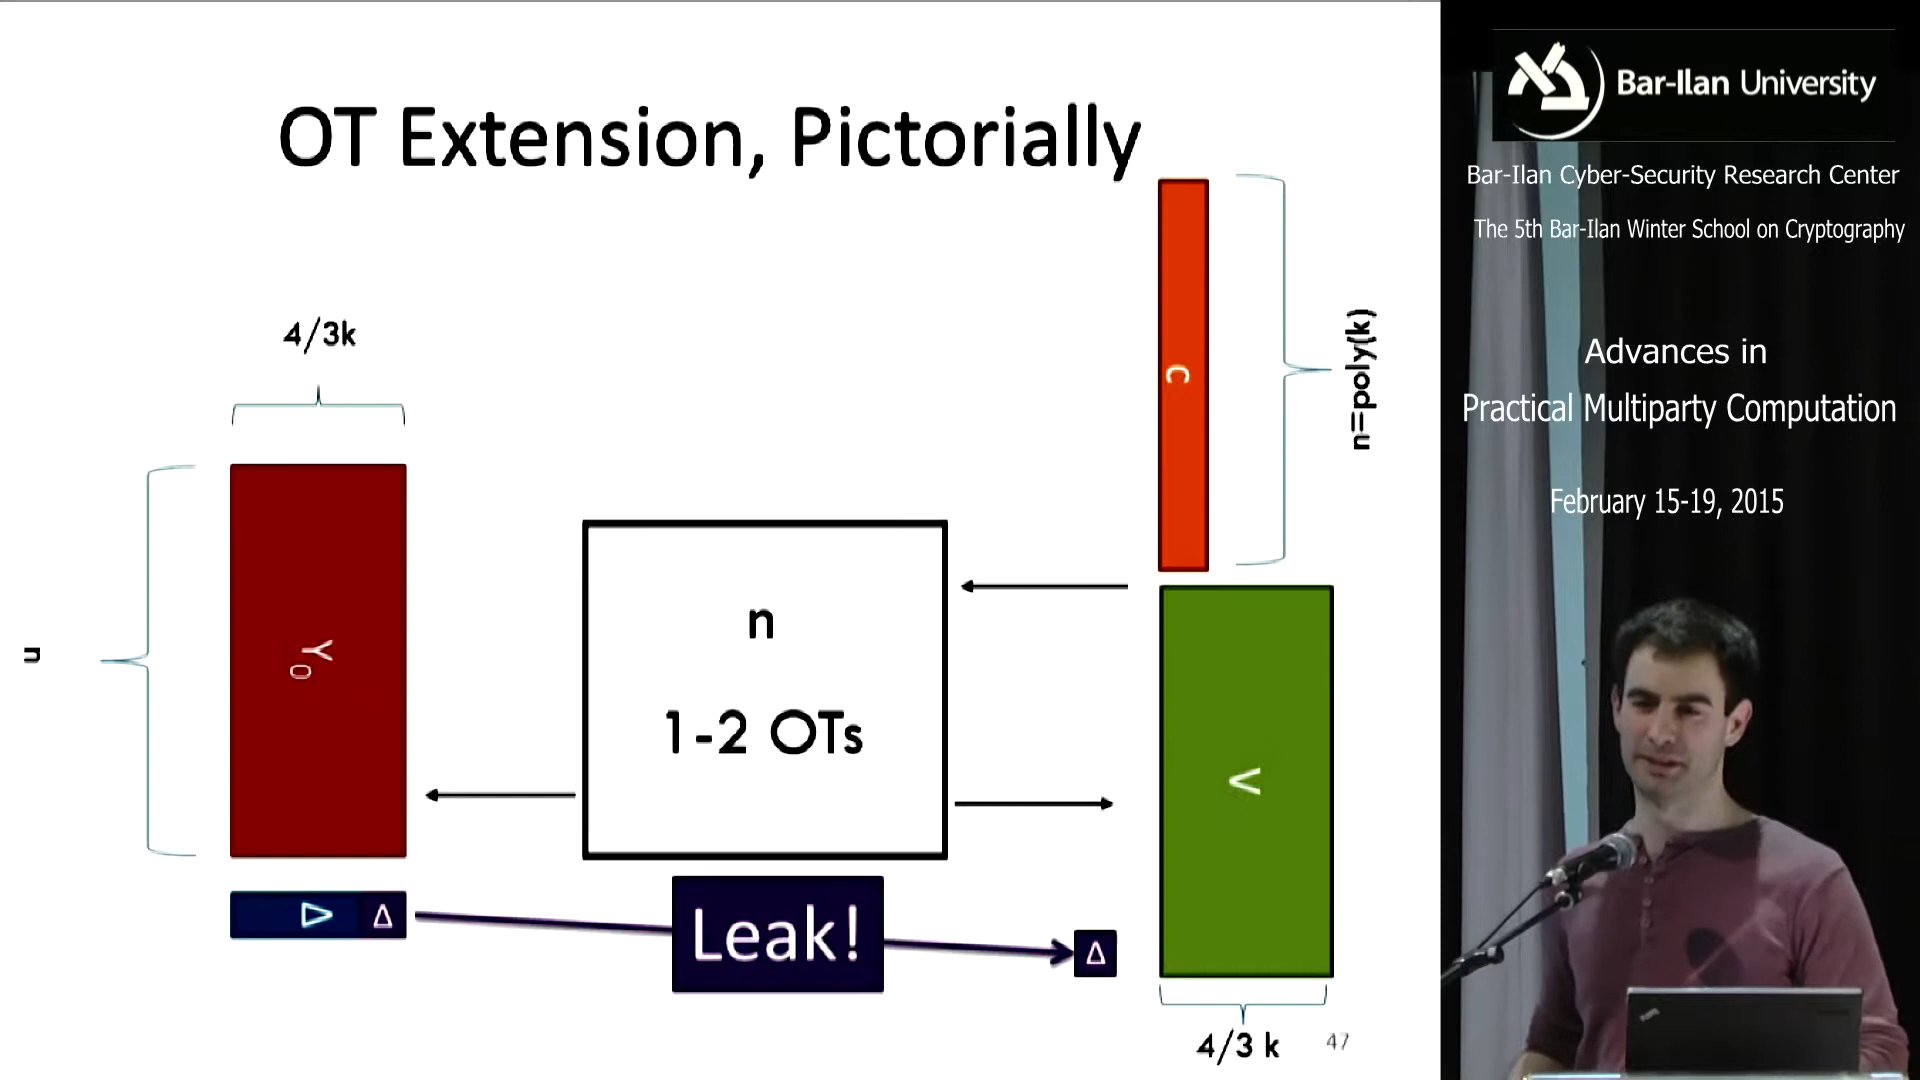 OT Extension, Pictorially
4/3k
n
Y0
Δ
Δ
n
1-2 OTs
Leak!
Δ
C
n=poly(k)
V
4/3 k
47
Bar-Ilan University
Bar-Ilan Cyber-Security Research Center
The 5th Bar-Ilan Winter School on Cryptography
Advances in
Practical Multiparty Computation
February 15-19, 2015